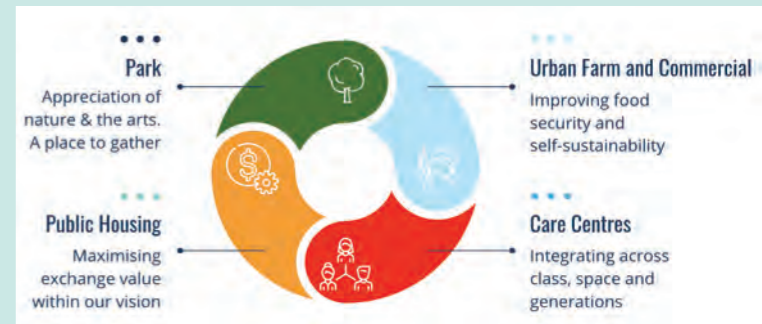 Park
Appreciation of
nature & the arts.
A place to gather
Urban Farm and Commercial
Improving food
security and
self-sustainability
Public Housing
Maximising
exchange value
within our vision
Care Centres
Integrating across
class, space and
generations
$